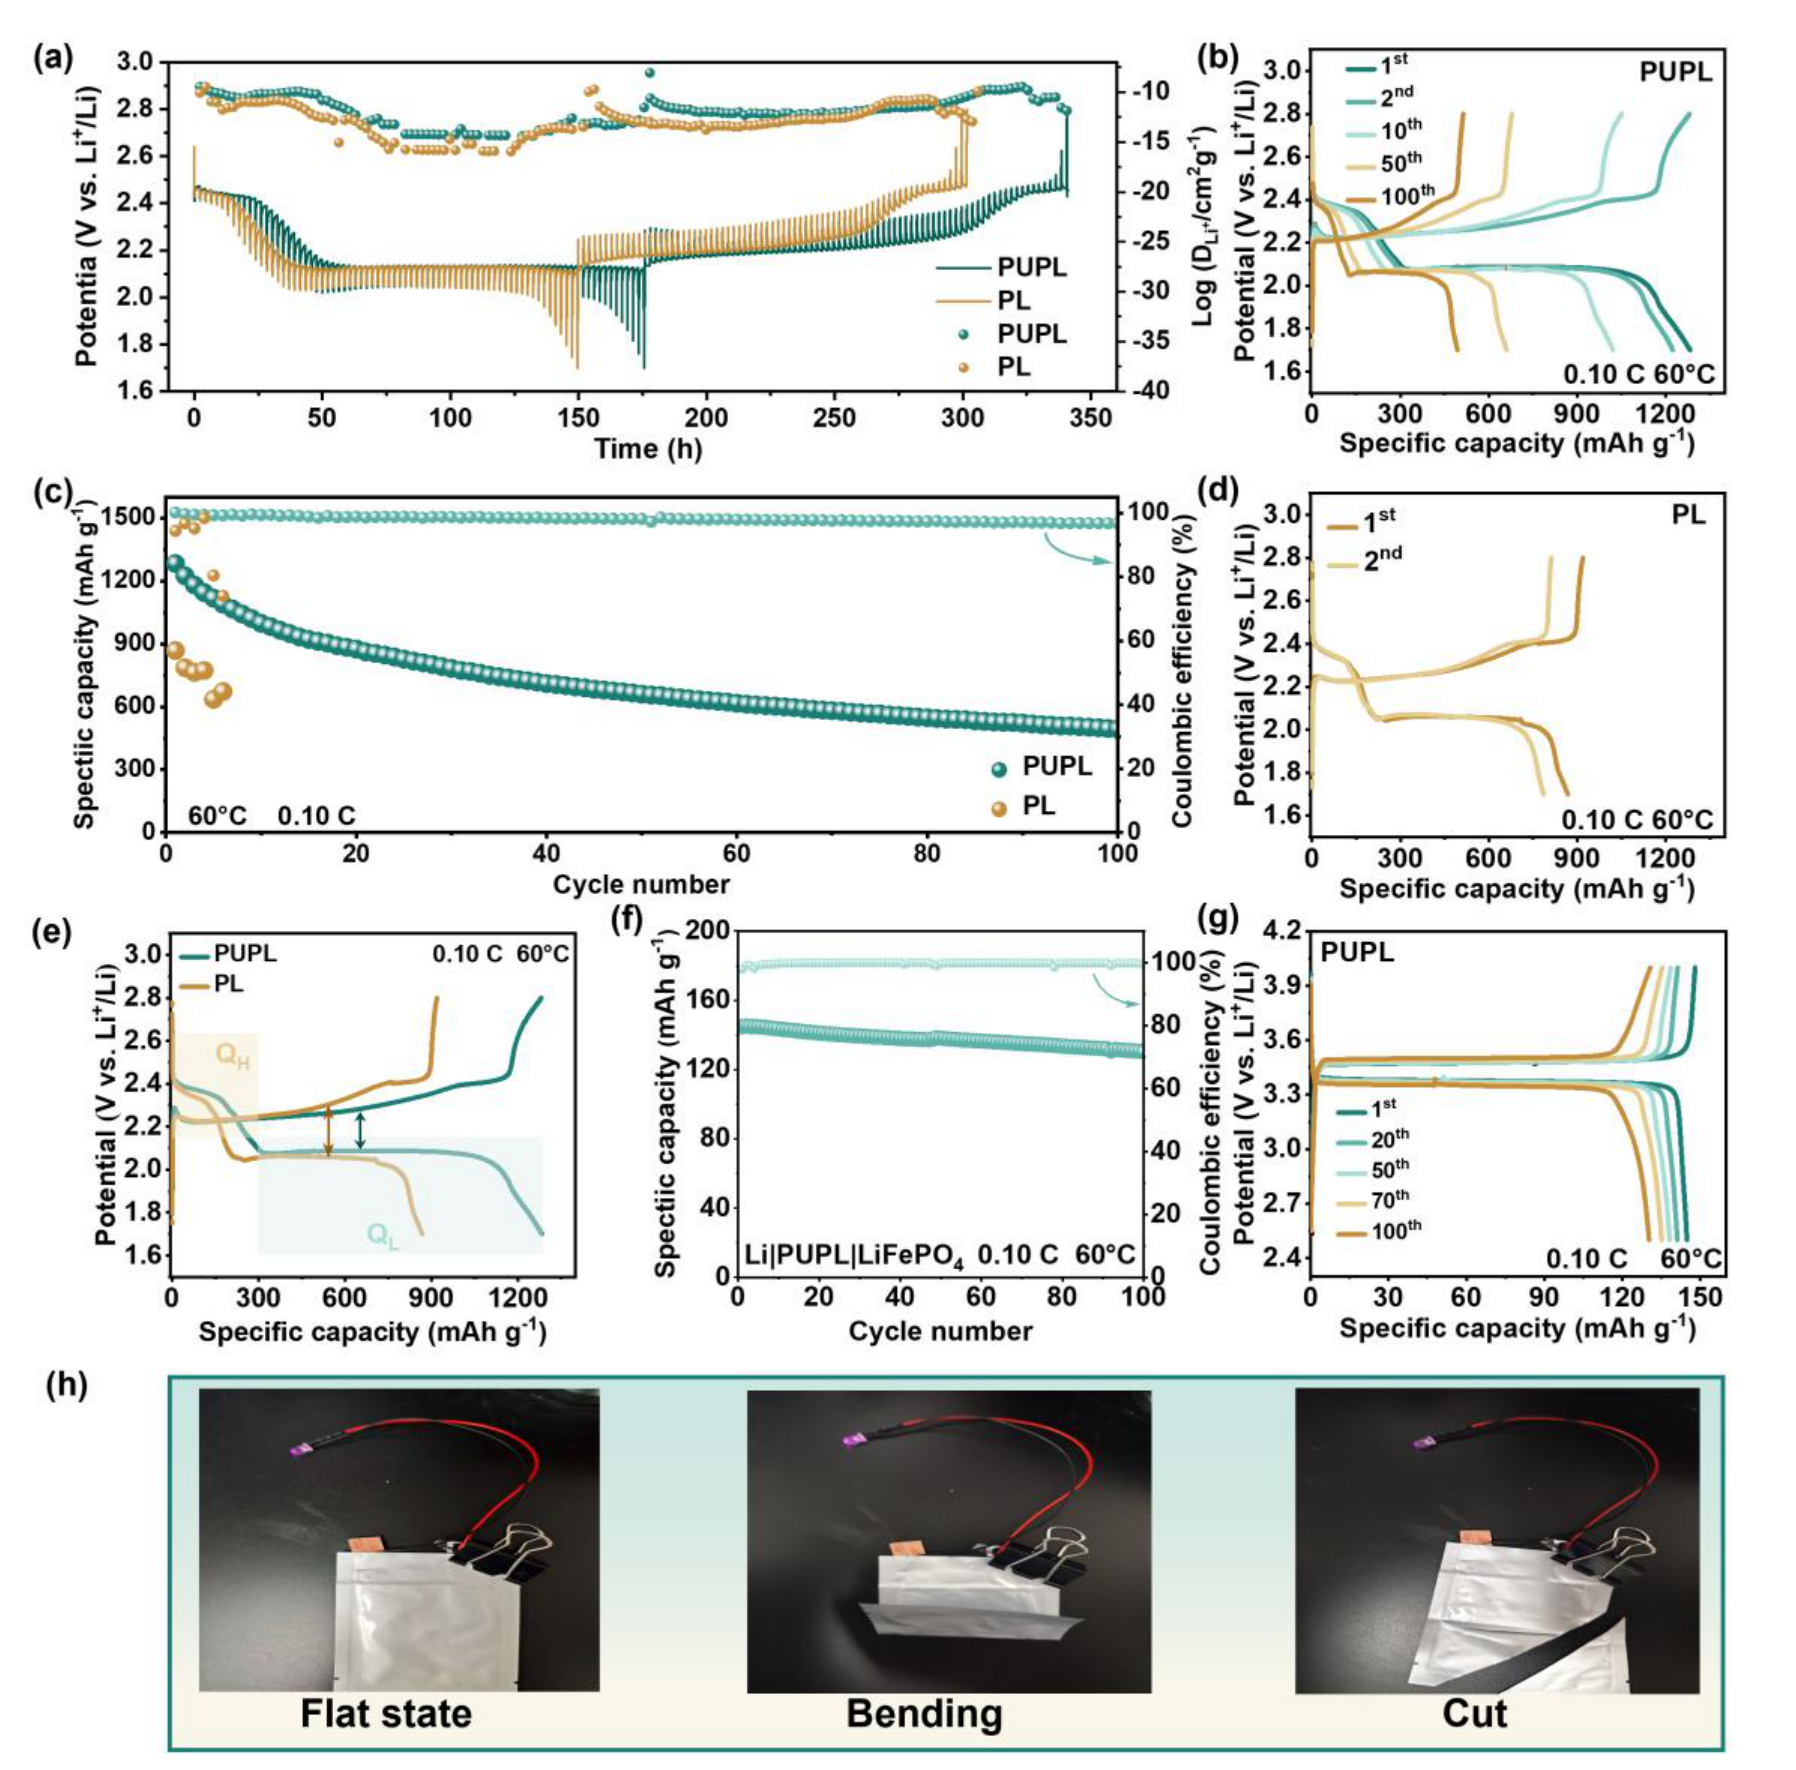 (a)
3.0
2.8
2.6
2.4
2.2
2.0
1.8
1.6
Potentia (V vs. Li⁺/Li)
-10
-15
-20
-25
-30
-35
-40
Log (D_Li⁺/cm²g⁻¹)
PUPL
PL
PUPL
PL
0 50 100 150 200 250 300 350
Time (h)
(b)
3.0
2.8
2.6
2.4
2.2
2.0
1.8
1.6
Potential (V vs. Li⁺/Li)
1st
2nd
10th
50th
100th
PUPL
0.10 C 60°C
0 300 600 900 1200
Specific capacity (mAh g⁻¹)
(c)
1500
1200
900
600
300
0
Spectiic capacity (mAh g⁻¹)
100
80
60
40
20
0
Coulombic efficiency (%)
PUPL
PL
60°C 0.10 C
0 20 40 60 80 100
Cycle number
(d)
3.0
2.8
2.6
2.4
2.2
2.0
1.8
1.6
Potential (V vs. Li⁺/Li)
1st
2nd
PL
0.10 C 60°C
0 300 600 900 1200
Specific capacity (mAh g⁻¹)
(e)
3.0
2.8
2.6
2.4
2.2
2.0
1.8
1.6
Potential (V vs. Li⁺/Li)
PUPL
PL
0.10 C 60°C
Q_H
Q_L
0 300 600 900 1200
Specific capacity (mAh g⁻¹)
(f)
200
160
120
80
40
0
Spectiic capacity (mAh g⁻¹)
100
80
60
40
20
0
Coulombic efficiency (%)
Li|PUPL|LiFePO₄ 0.10 C 60°C
0 20 40 60 80 100
Cycle number
(g)
4.2
3.9
3.6
3.3
3.0
2.7
2.4
Potential (V vs. Li⁺/Li)
PUPL
1st
20th
50th
70th
100th
0.10 C 60°C
0 30 60 90 120 150
Specific capacity (mAh g⁻¹)
(h)
Flat state
Bending
Cut